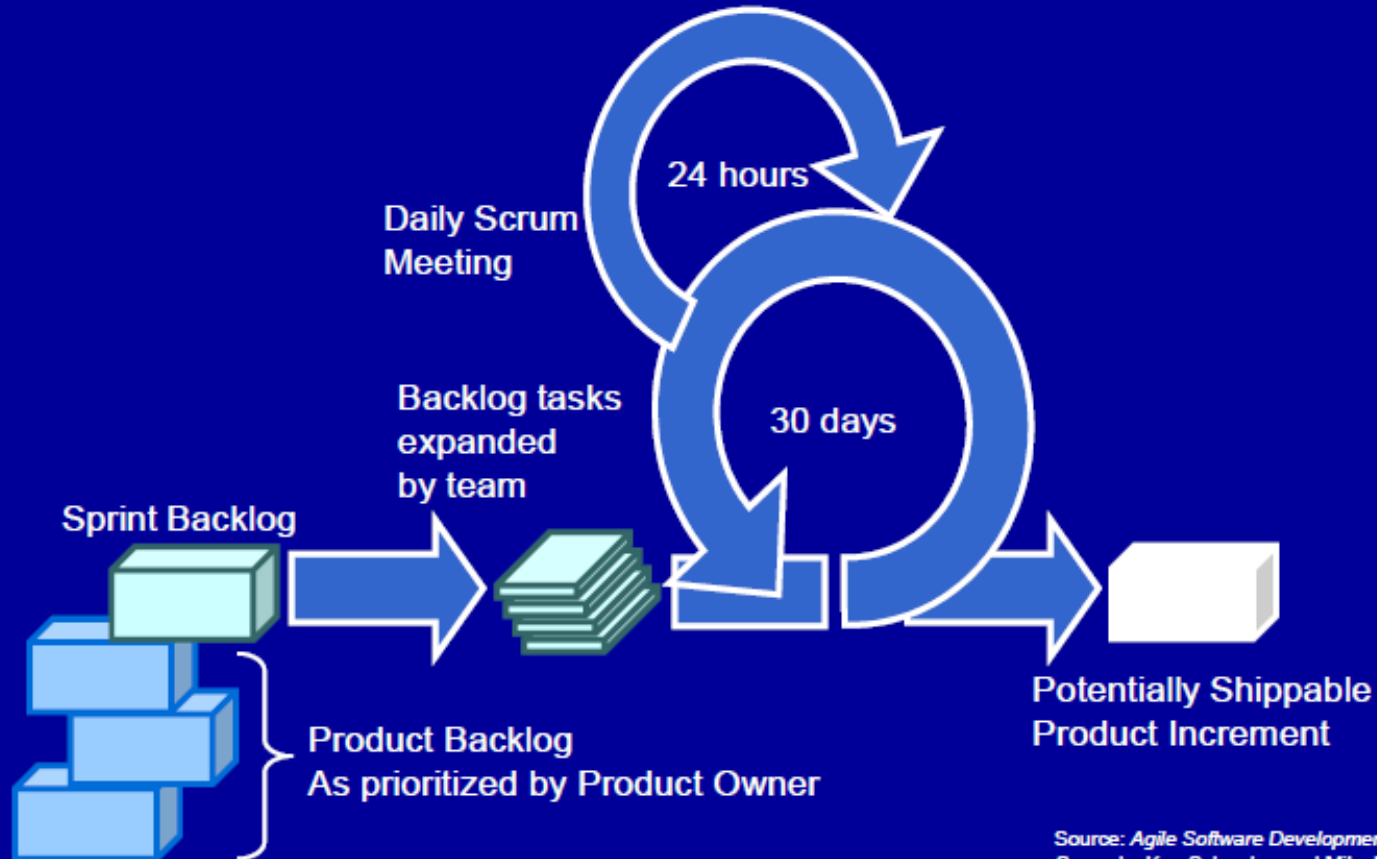 24 hours
Daily Scrum
Meeting
Backlog tasks
expanded
by team
30 days
Sprint Backlog
Potentially Shippable
Product Increment
Product Backlog
As prioritized by Product Owner
Source: Agile Software Developmen